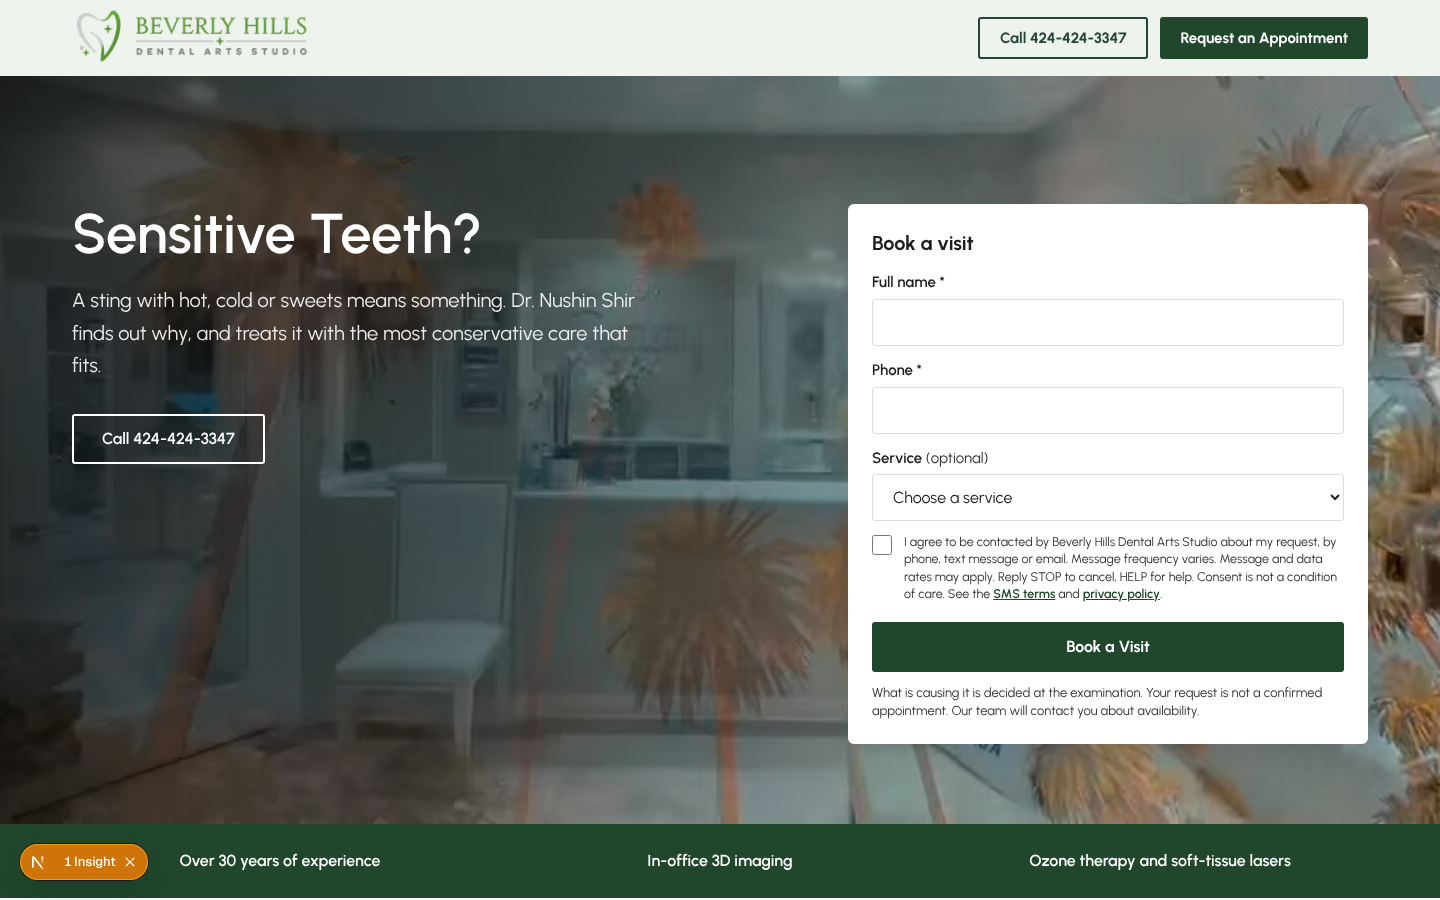 BEVERLY HILLS
DENTAL ARTS STUDIO
Call 424-424-3347
Request an Appointment
Sensitive Teeth?
A sting with hot, cold or sweets means something. Dr. Nushin Shir
finds out why, and treats it with the most conservative care that
fits.
Call 424-424-3347
Book a visit
Full name *
Phone *
Service (optional)
Choose a service
I agree to be contacted by Beverly Hills Dental Arts Studio about my request, by
phone, text message or email. Message frequency varies. Message and data
rates may apply. Reply STOP to cancel, HELP for help. Consent is not a condition
of care. See the SMS terms and privacy policy.
Book a Visit
What is causing it is decided at the examination. Your request is not a confirmed
appointment. Our team will contact you about availability.
N 1 Insight
Over 30 years of experience
In-office 3D imaging
Ozone therapy and soft-tissue lasers